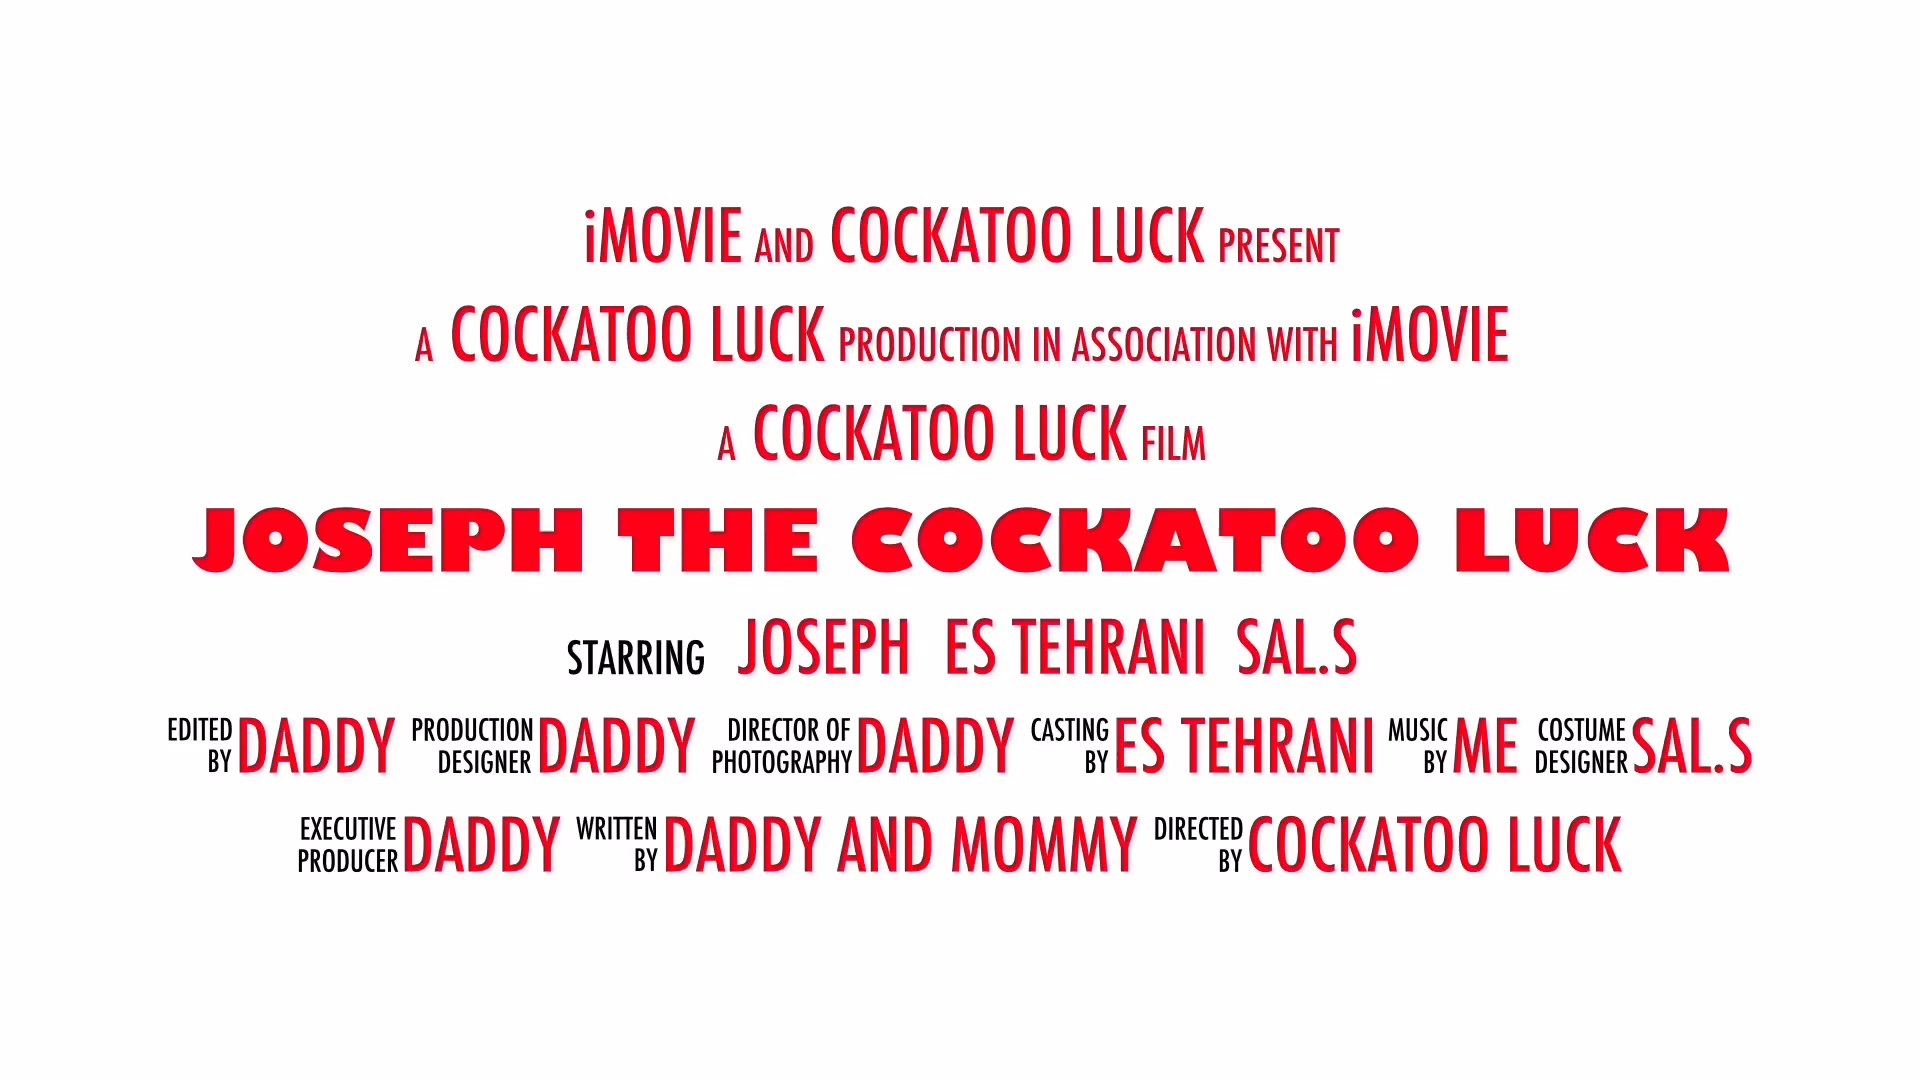 iMOVIE AND COCKATOO LUCK PRESENT
A COCKATOO LUCK PRODUCTION IN ASSOCIATION WITH iMOVIE
A COCKATOO LUCK FILM
JOSEPH THE COCKATOO LUCK
STARRING JOSEPH ES TEHRANI SAL.S
EDITED BY DADDY PRODUCTION DESIGNER DADDY DIRECTOR OF PHOTOGRAPHY DADDY CASTING BY ES TEHRANI MUSIC BY ME COSTUME DESIGNER SAL.S
EXECUTIVE PRODUCER DADDY WRITTEN BY DADDY AND MOMMY DIRECTED BY COCKATOO LUCK